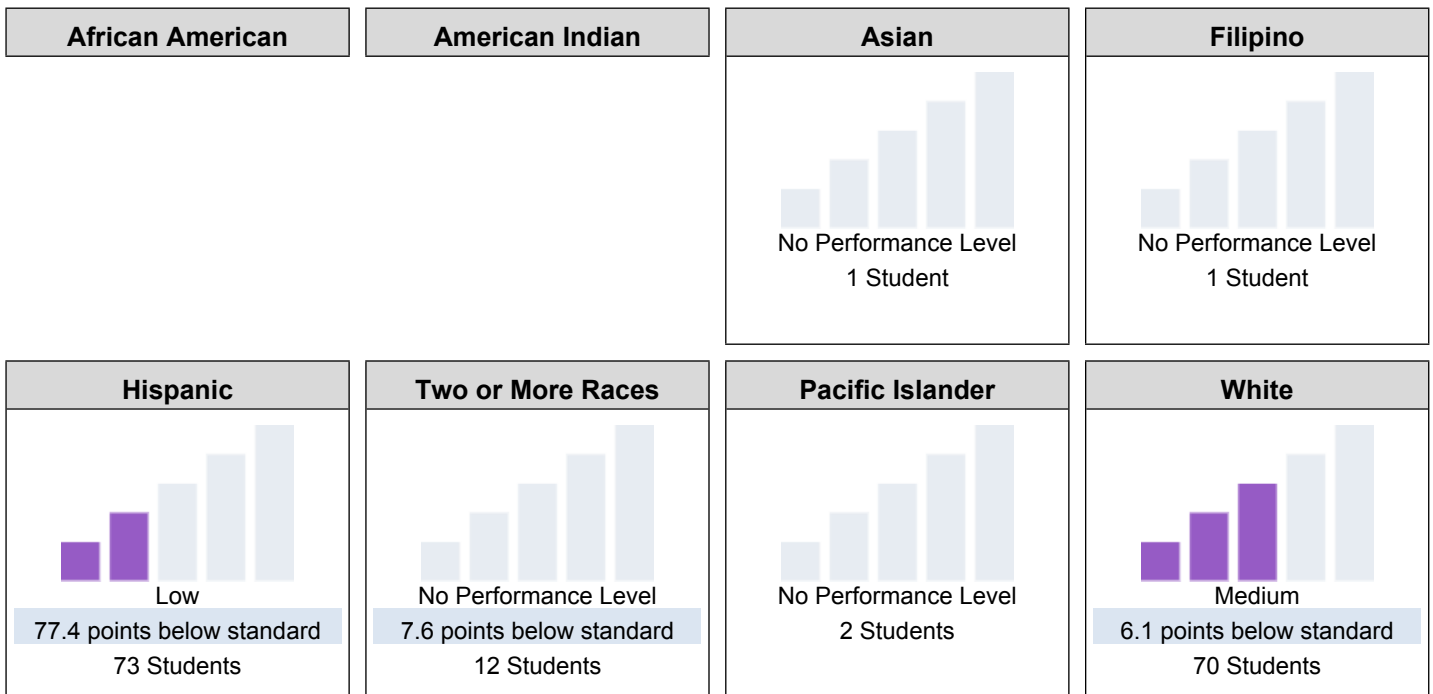 African American
American Indian
Asian
Filipino
No Performance Level
1 Student
No Performance Level
1 Student
Hispanic
Two or More Races
Pacific Islander
White
Low
77.4 points below standard
73 Students
No Performance Level
7.6 points below standard
12 Students
No Performance Level
2 Students
Medium
6.1 points below standard
70 Students